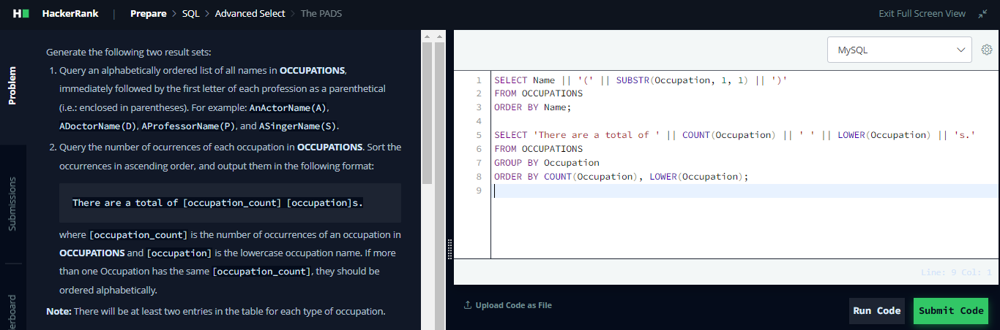 H HackerRank | Prepare > SQL > Advanced Select > The PADS Exit Full Screen View
Problem
Submissions
erboard
Generate the following two result sets:
1. Query an alphabetically ordered list of all names in OCCUPATIONS,
immediately followed by the first letter of each profession as a parenthetical
(i.e.: enclosed in parentheses). For example: AnActorName(A),
ADoctorName(D), AProfessorName(P), and ASingerName(S).
2. Query the number of ocurrences of each occupation in OCCUPATIONS. Sort the
occurrences in ascending order, and output them in the following format:
There are a total of [occupation_count] [occupation]s.
where [occupation_count] is the number of occurrences of an occupation in
OCCUPATIONS and [occupation] is the lowercase occupation name. If more
than one Occupation has the same [occupation_count], they should be
ordered alphabetically.
Note: There will be at least two entries in the table for each type of occupation.
MySQL
1 SELECT Name || '(' || SUBSTR(Occupation, 1, 1) || ')'
2 FROM OCCUPATIONS
3 ORDER BY Name;
4
5 SELECT 'There are a total of ' || COUNT(Occupation) || ' ' || LOWER(Occupation) || 's.'
6 FROM OCCUPATIONS
7 GROUP BY Occupation
8 ORDER BY COUNT(Occupation), LOWER(Occupation);
9
Line: 9 Col: 1
Upload Code as File
Run Code
Submit Code